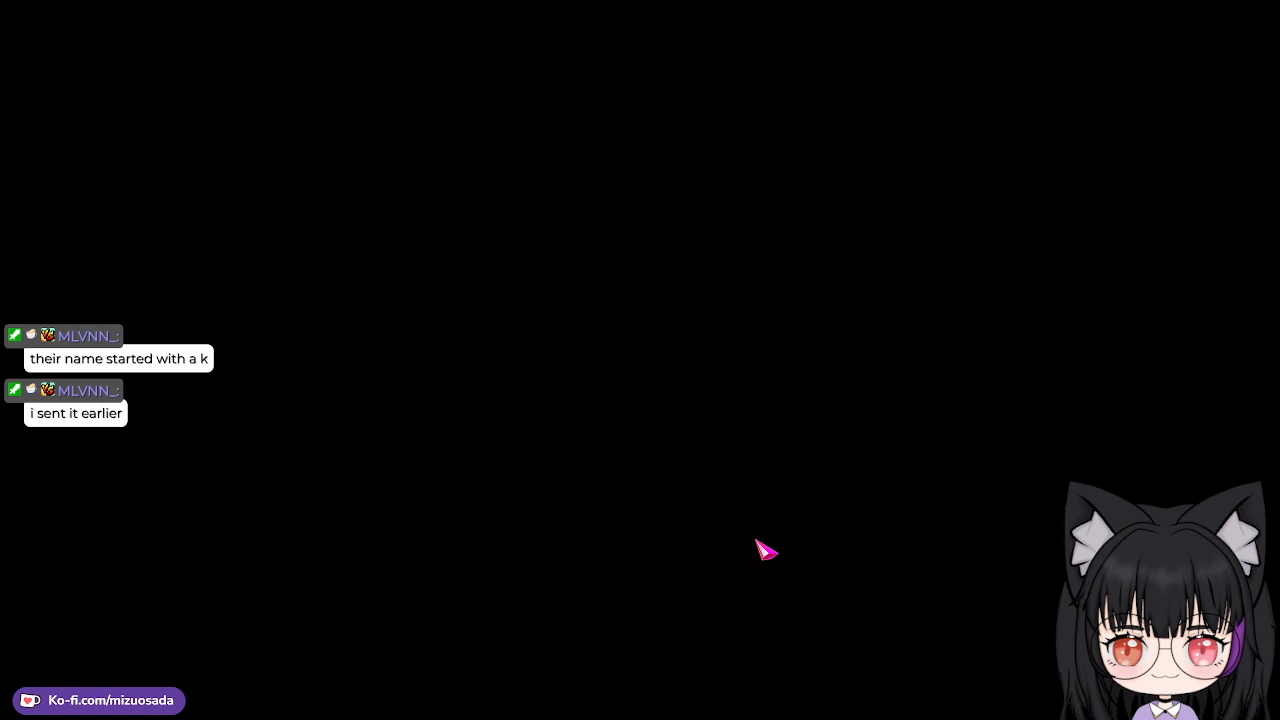 MLVNN_:
their name started with a k
MLVNN_:
i sent it earlier
Ko-fi.com/mizuosada